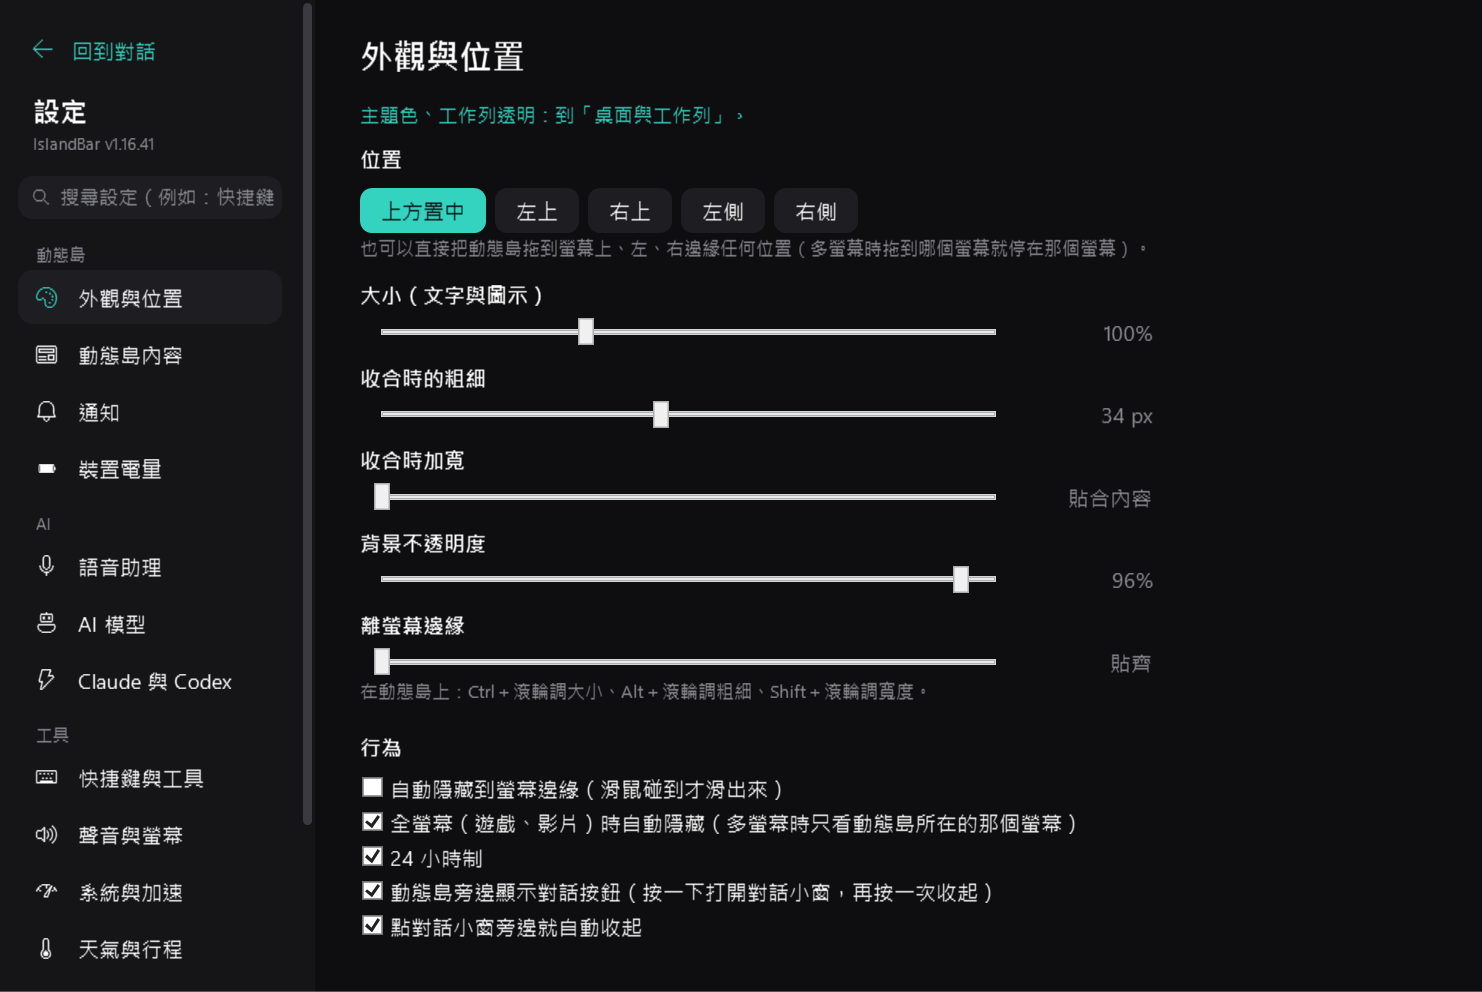 回到對話
設定
IslandBar v1.16.41
搜尋設定（例如：快捷鍵
動態島
外觀與位置
動態島內容
通知
裝置電量
AI
語音助理
AI 模型
Claude 與 Codex
工具
快捷鍵與工具
聲音與螢幕
系統與加速
天氣與行程
外觀與位置
主題色、工作列透明：到「桌面與工作列」。
位置
上方置中
左上
右上
左側
右側
也可以直接把動態島拖到螢幕上、左、右邊緣任何位置（多螢幕時拖到哪個螢幕就停在那個螢幕）。
大小（文字與圖示）
100%
收合時的粗細
34 px
收合時加寬
貼合內容
背景不透明度
96%
離螢幕邊緣
貼齊
在動態島上：Ctrl + 滾輪調大小、Alt + 滾輪調粗細、Shift + 滾輪調寬度。
行為
自動隱藏到螢幕邊緣（滑鼠碰到才滑出來）
全螢幕（遊戲、影片）時自動隱藏（多螢幕時只看動態島所在的那個螢幕）
24 小時制
動態島旁邊顯示對話按鈕（按一下打開對話小窗，再按一次收起）
點對話小窗旁邊就自動收起